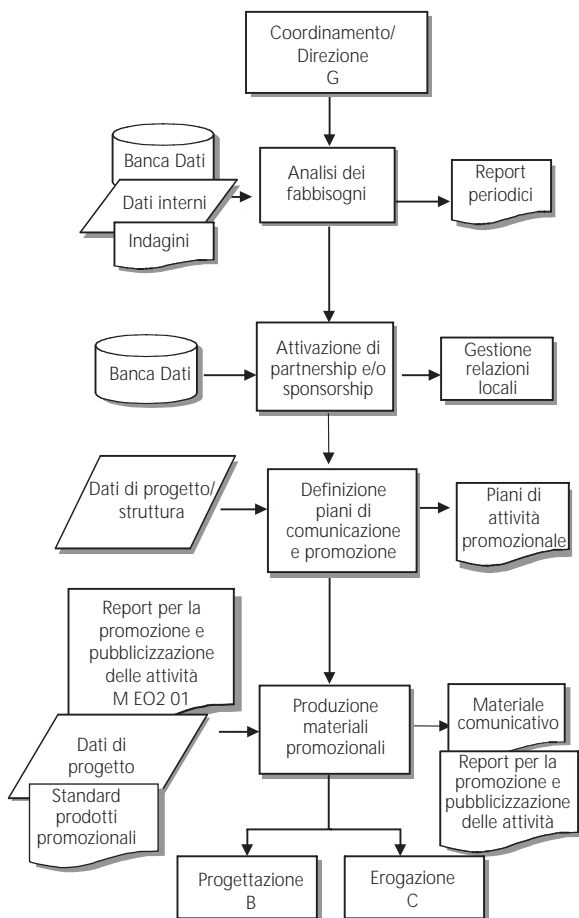 Coordinamento/
Direzione
G
Banca Dati
Dati interni
Indagini
Analisi dei
fabbisogni
Report
periodici
Banca Dati
Attivazione di
partnership e/o
sponsorship
Gestione
relazioni
locali
Dati di progetto/
struttura
Definizione
piani di
comunicazione
e promozione
Piani di
attività
promozionale
Report per la
promozione e
pubblicizzazione
delle attività
M EO2 01
Dati di
progetto
Standard
prodotti
promozionali
Produzione
materiali
promozionali
Materiale
comunicativo
Report per la
promozione e
pubblicizzazione
delle attività
Progettazione
B
Erogazione
C